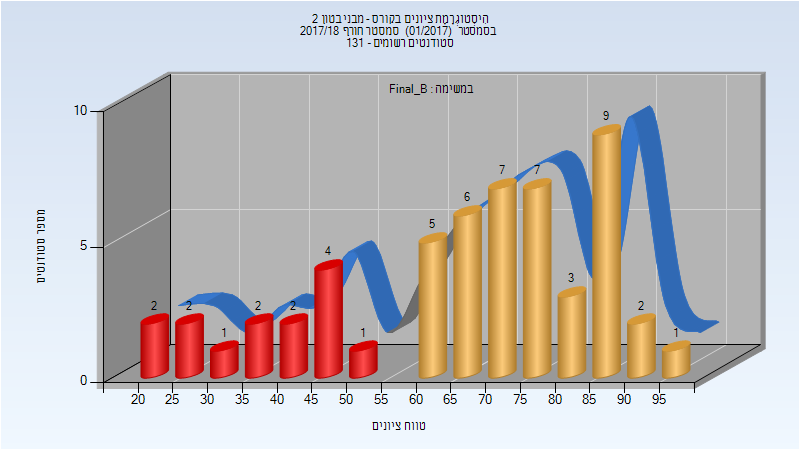 היסטוגרמת ציונים בקורס - מבני בטון 2
בסמסטר (01/2017) סמסטר חורף 2017/18
סטודנטים רשומים - 131
במשימה : Final_B
מספר סטודנטים
10
5
0
2
2
1
2
2
4
1
5
6
7
7
3
9
2
1
20 25 30 35 40 45 50 55 60 65 70 75 80 85 90 95
טווח ציונים